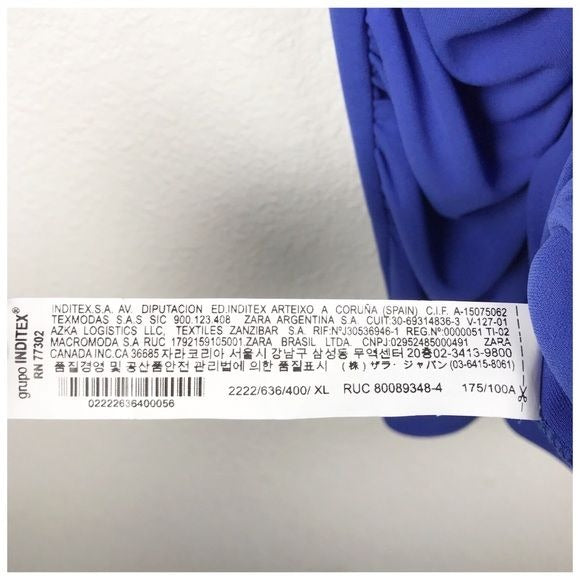 grupo INDITEX®
RN 77302
INDITEX.S.A. AV. DIPUTACION ED.INDITEX ARTEIXO A CORUÑA (SPAIN) C.I.F. A-15075062
TEXMODAS S.A.S SIC 900.123.408 ZARA ARGENTINA S.A. CUIT:30-69314836-3 V-127-01
AZKA LOGISTICS LLC, TEXTILES ZANZIBAR S.A. RIF:NºJ30536946-1 REG.Nº:0000051 TI-02
MACROMODA S.A RUC 1792159105001.ZARA BRASIL LTDA. CNPJ:02952485000491 ZARA
CANADA INC.CA 36685 자라코리아 서울시 강남구 삼성동 무역센터 20층02-3413-9800
품질경영 및 공산품안전 관리법에 의한 품질표시 (株) ザラ・ジャパン (03-6415-8061)
2222/636/400/ XL RUC 80089348-4 175/100A
02222636400056